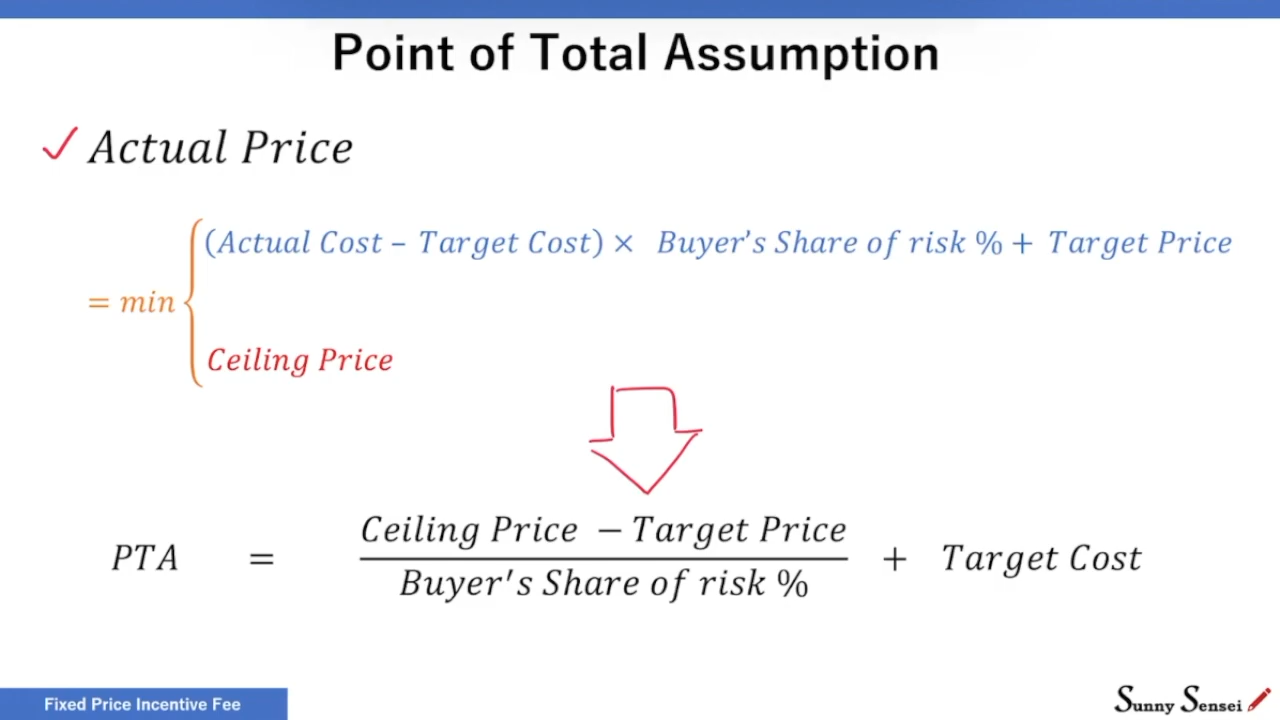 Point of Total Assumption
Actual Price
(Actual Cost – Target Cost) × Buyer’s Share of risk % + Target Price
= min
Ceiling Price
Ceiling Price − Target Price
PTA = + Target Cost
Buyer's Share of risk %
Fixed Price Incentive Fee
Sunny Sensei